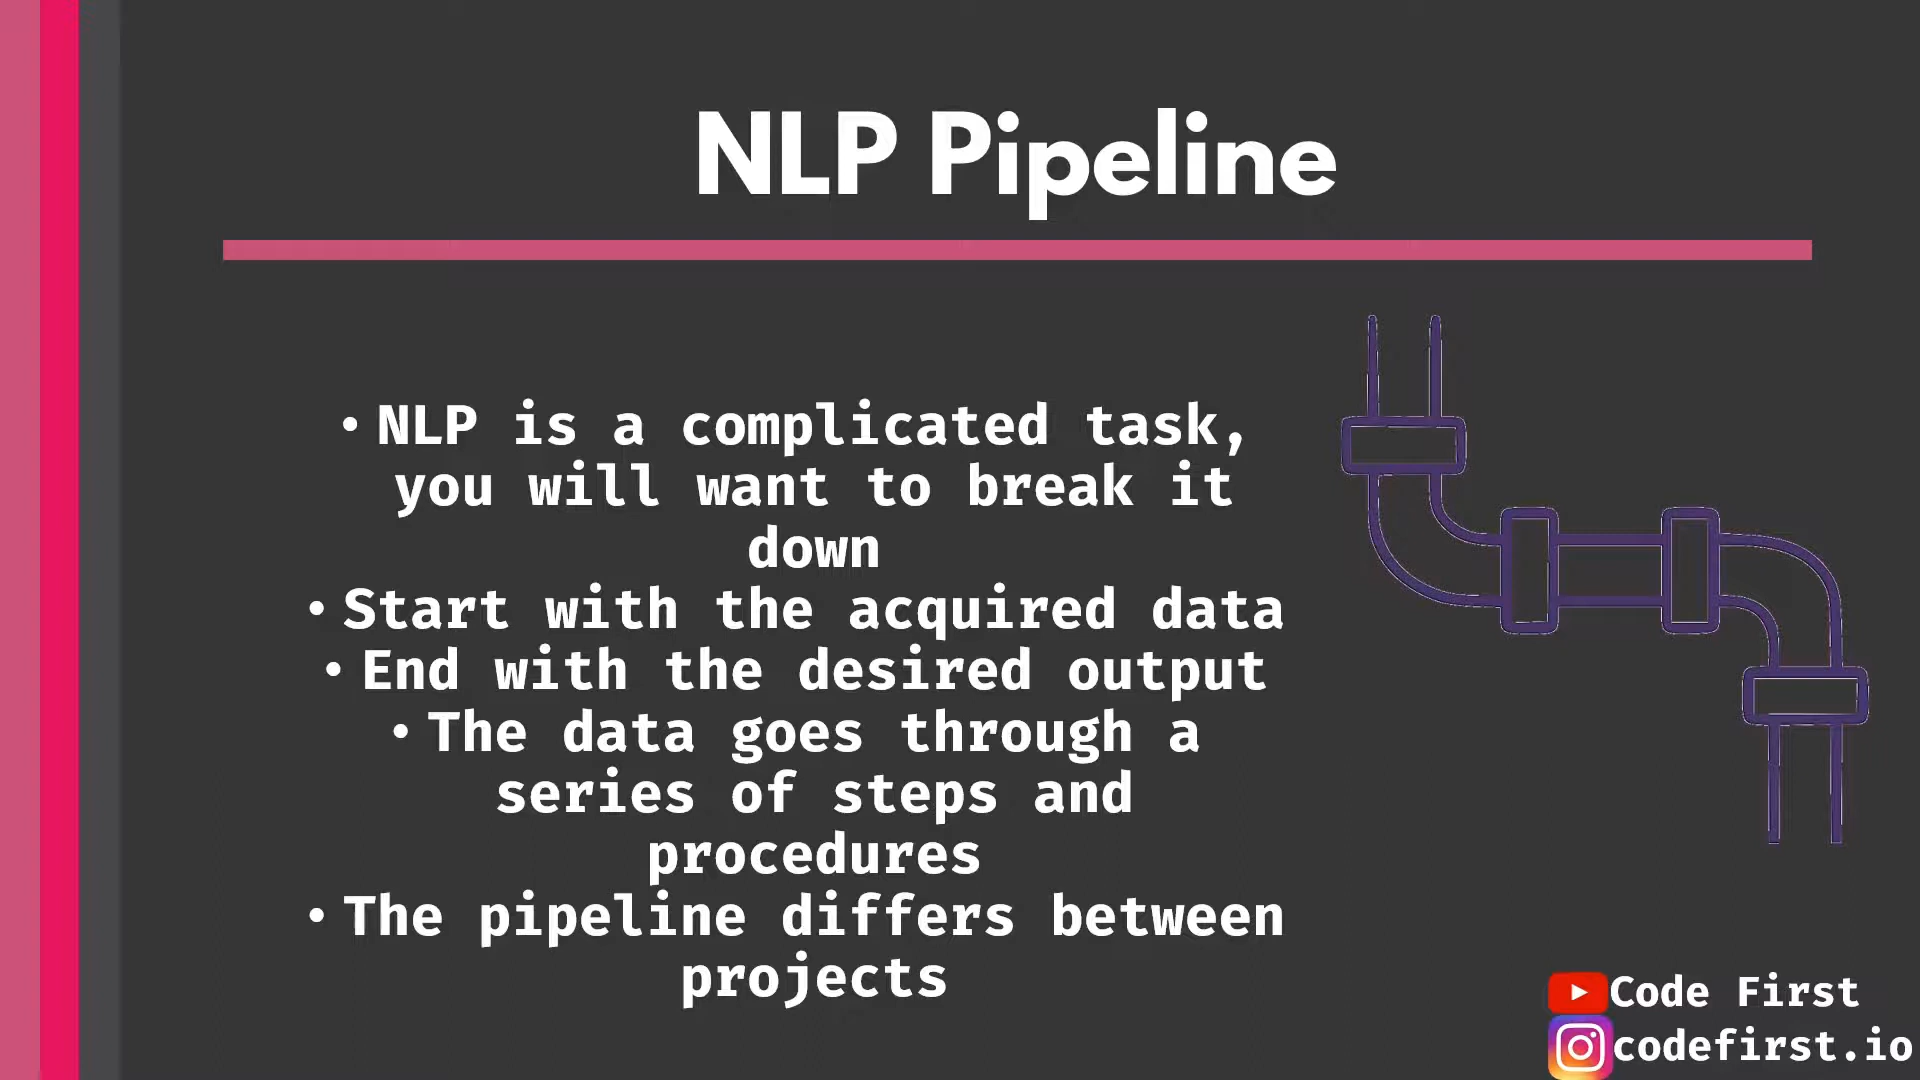 NLP Pipeline
• NLP is a complicated task,
you will want to break it
down
• Start with the acquired data
• End with the desired output
• The data goes through a
series of steps and
procedures
• The pipeline differs between
projects
Code First
codefirst.io